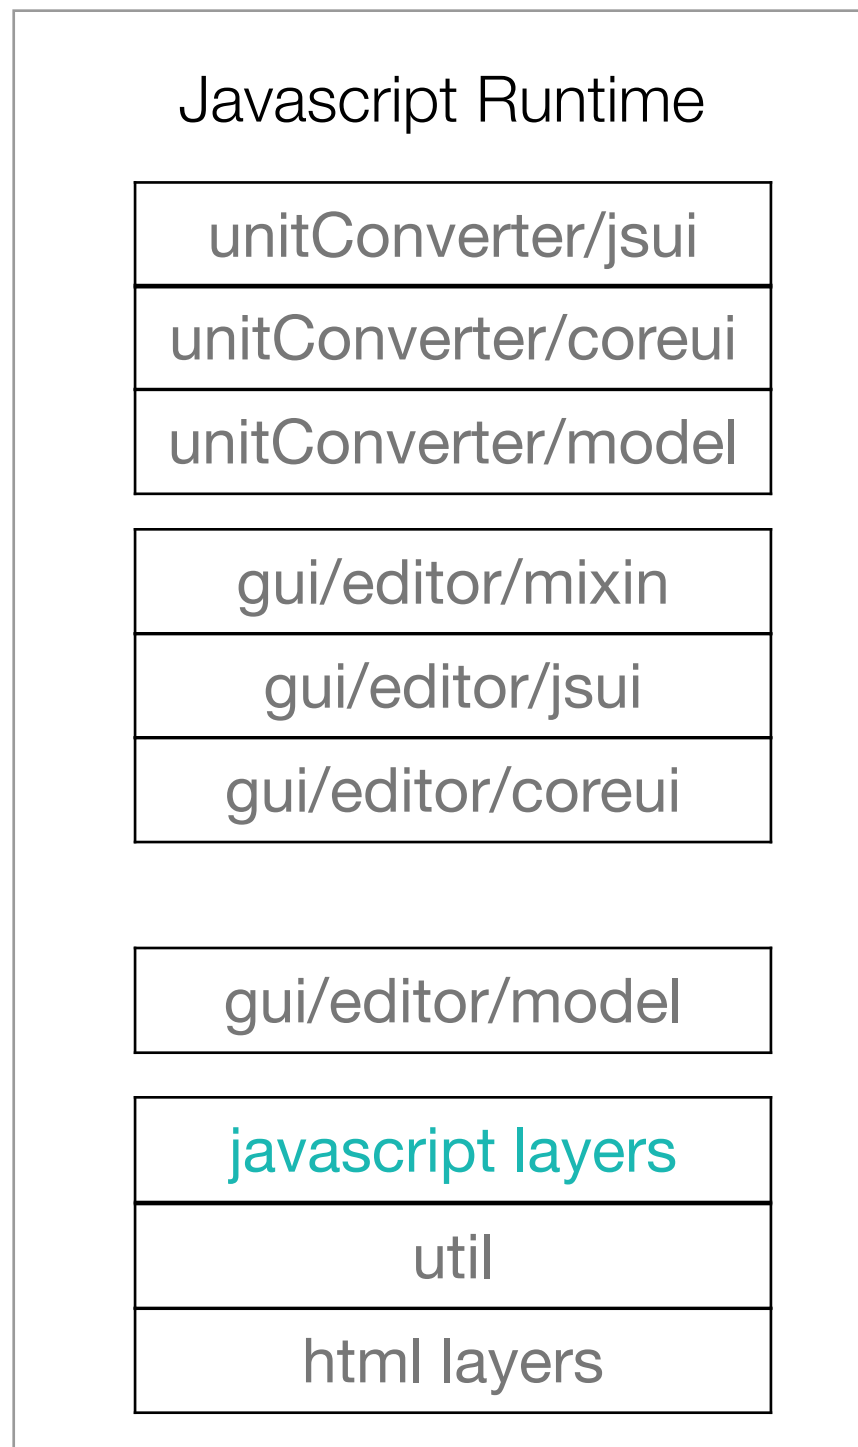 Javascript Runtime
unitConverter/jsui
unitConverter/coreui
unitConverter/model
gui/editor/mixin
gui/editor/jsui
gui/editor/coreui
gui/editor/model
javascript layers
util
html layers